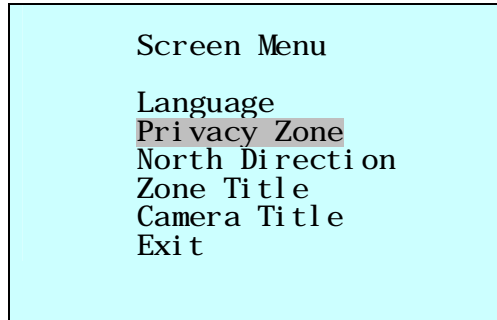 Screen Menu
Language
Privacy Zone
North Direction
Zone Title
Camera Title
Exit